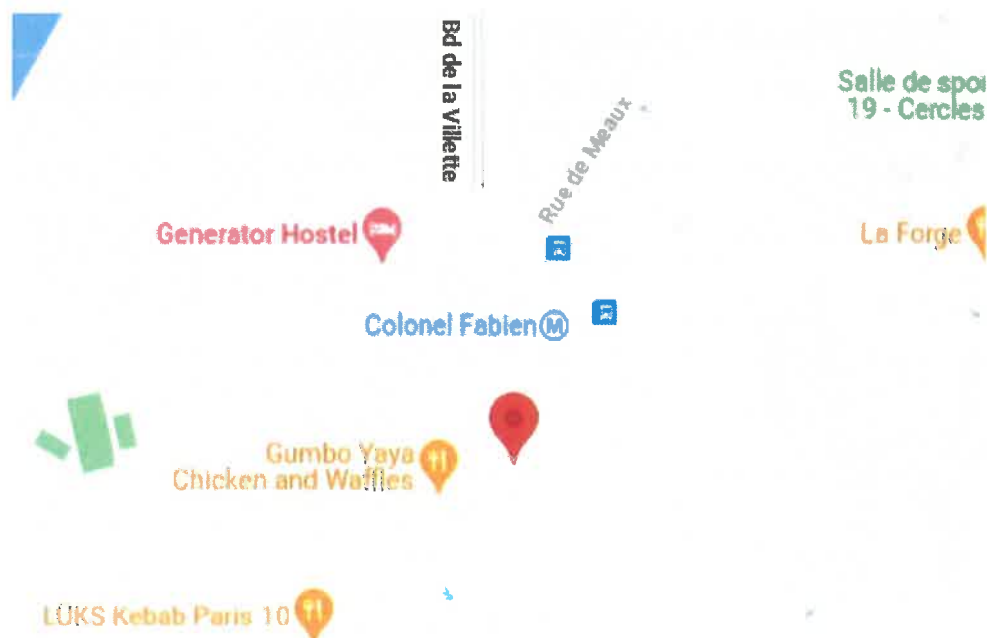 Bd de la Villette
Salle de spo
19 - Cercles
Rue de Meaux
Generator Hostel
La Forge
Colonel Fabien M
Gumbo Yaya
Chicken and Waffles
LUKS Kebab Paris 10